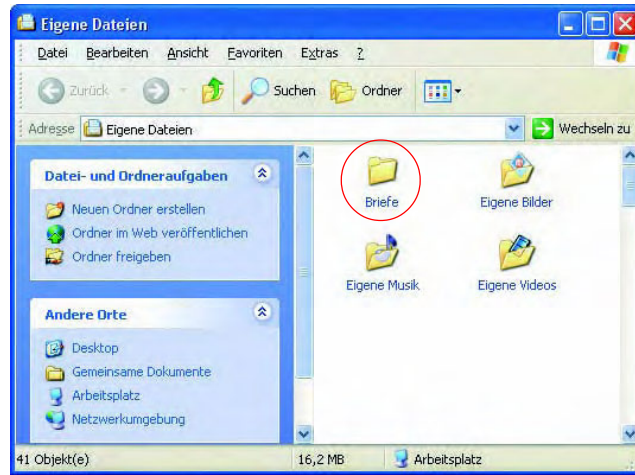 Eigene Dateien
Datei Bearbeiten Ansicht Favoriten Extras ?
Zurück Suchen Ordner
Adresse Eigene Dateien Wechseln zu
Datei- und Ordneraufgaben
Neuen Ordner erstellen
Ordner im Web veröffentlichen
Ordner freigeben
Andere Orte
Desktop
Gemeinsame Dokumente
Arbeitsplatz
Netzwerkumgebung
Briefe
Eigene Bilder
Eigene Musik
Eigene Videos
41 Objekt(e) 16,2 MB Arbeitsplatz